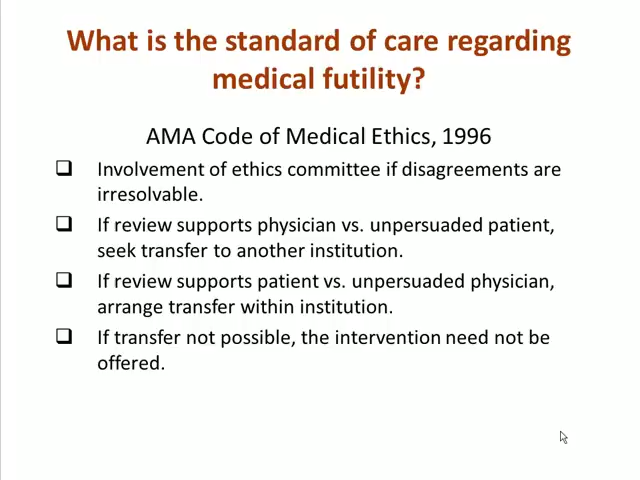 What is the standard of care regarding
medical futility?
AMA Code of Medical Ethics, 1996
Involvement of ethics committee if disagreements are
irresolvable.
If review supports physician vs. unpersuaded patient,
seek transfer to another institution.
If review supports patient vs. unpersuaded physician,
arrange transfer within institution.
If transfer not possible, the intervention need not be
offered.